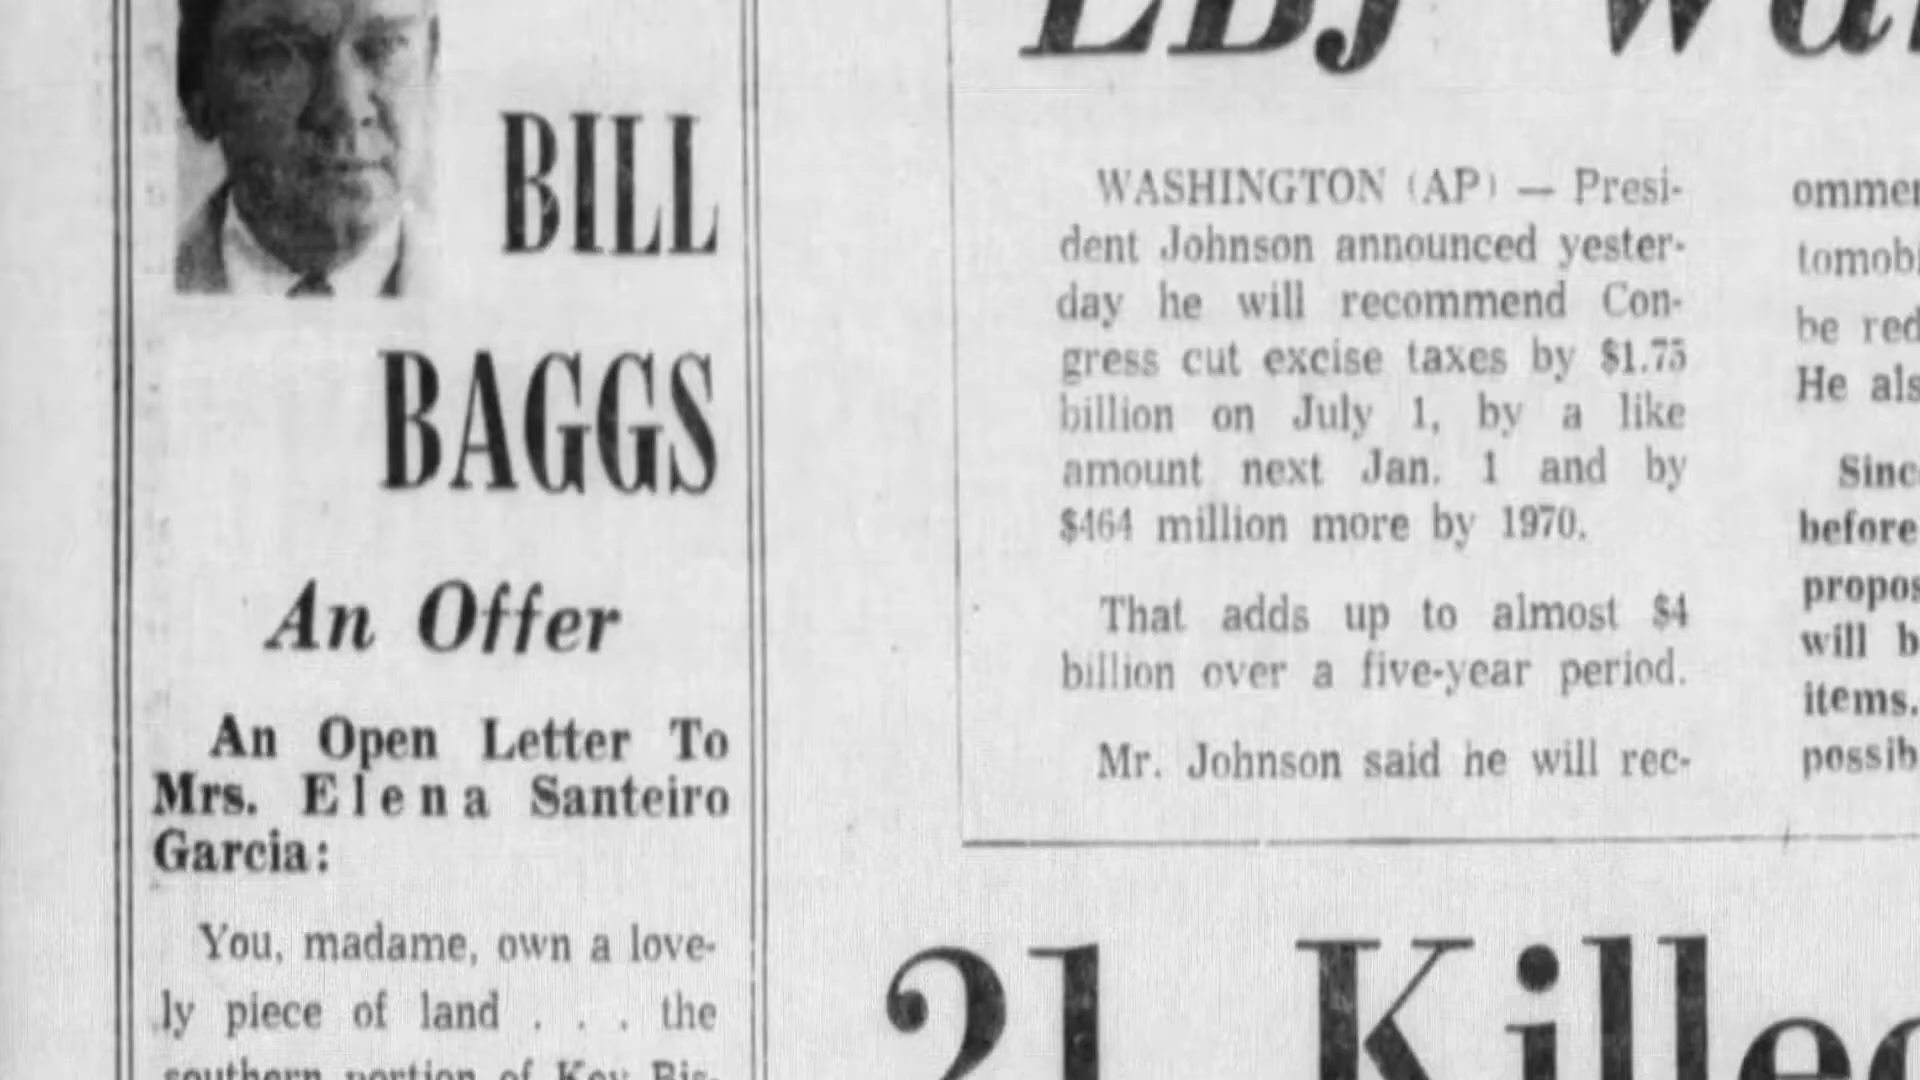 BILL
BAGGS
An Offer
An Open Letter To
Mrs. Elena Santeiro
Garcia:
You, madame, own a love-
ly piece of land . . . the
southern portion of Key Bis-
LBJ
WASHINGTON (AP) — Presi-
dent Johnson announced yester-
day he will recommend Con-
gress cut excise taxes by $1.75
billion on July 1, by a like
amount next Jan. 1 and by
$464 million more by 1970.
That adds up to almost $4
billion over a five-year period.
Mr. Johnson said he will rec-
ommen
tomobi
be red
He als
Sinc
before
propos
will b
items.
possib
21 Killed